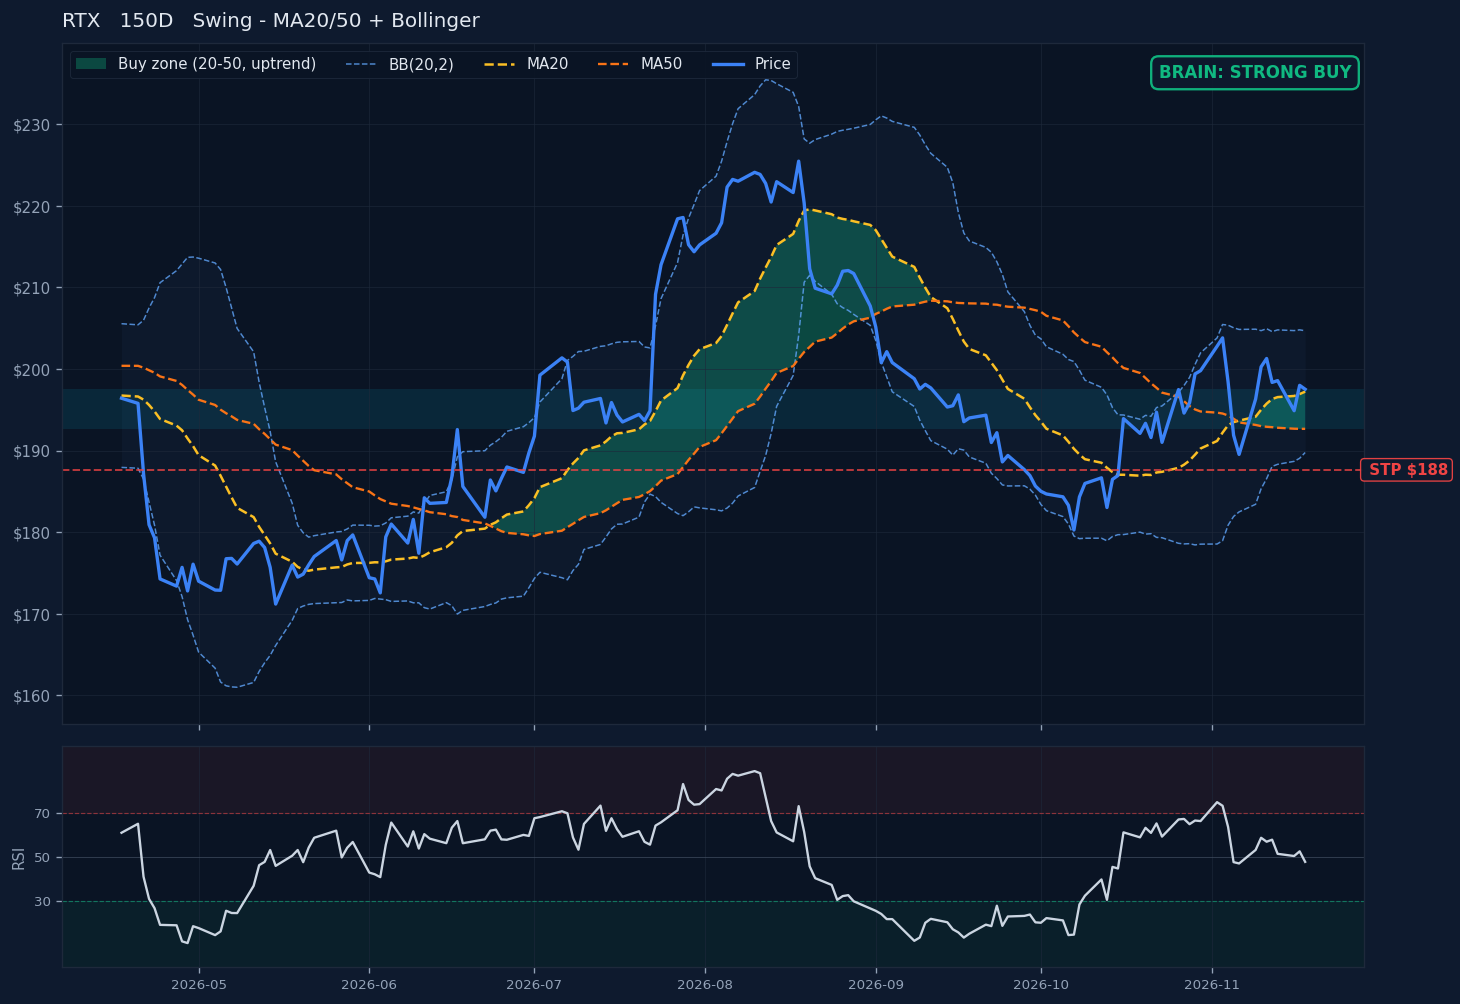 RTX 150D Swing - MA20/50 + Bollinger
Buy zone (20-50, uptrend) BB(20,2) MA20 MA50 Price
BRAIN: STRONG BUY
$230
$220
$210
$200
$190
$180
$170
$160
STP $188
RSI
70
50
30
2026-05 2026-06 2026-07 2026-08 2026-09 2026-10 2026-11